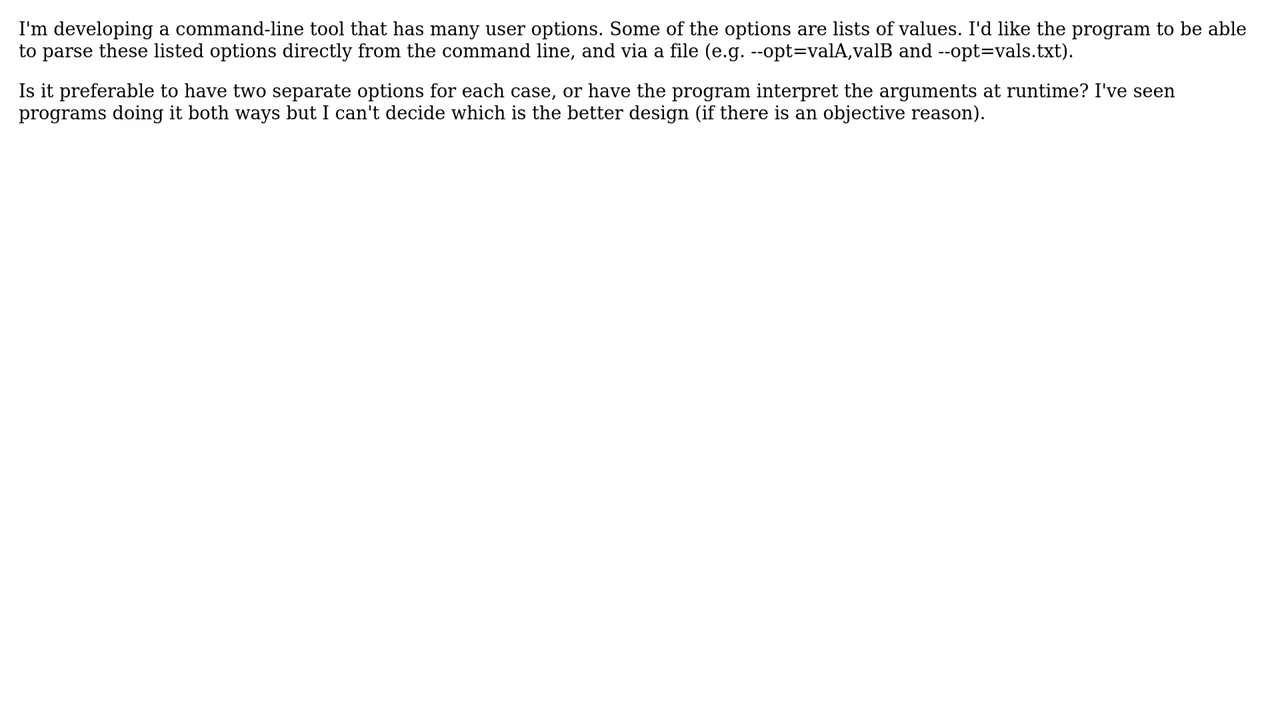 I'm developing a command-line tool that has many user options. Some of the options are lists of values. I'd like the program to be able
to parse these listed options directly from the command line, and via a file (e.g. --opt=valA,valB and --opt=vals.txt).
Is it preferable to have two separate options for each case, or have the program interpret the arguments at runtime? I've seen
programs doing it both ways but I can't decide which is the better design (if there is an objective reason).